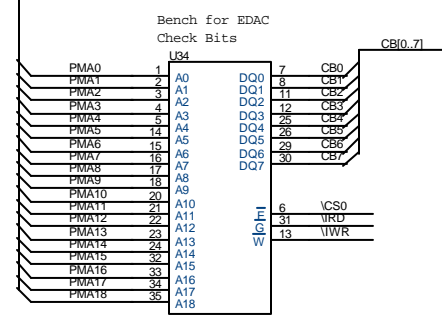 Bench for EDAC
Check Bits
CB[0..7]
U34
PMA0 1 A0 DQ0 7 CB0
PMA1 2 A1 DQ1 8 CB1
PMA2 3 A2 DQ2 11 CB2
PMA3 4 A3 DQ3 12 CB3
PMA4 5 A4 DQ4 25 CB4
PMA5 14 A5 DQ5 26 CB5
PMA6 15 A6 DQ6 29 CB6
PMA7 16 A7 DQ7 30 CB7
PMA8 17 A8
PMA9 18 A9
PMA10 20 A10
PMA11 21 A11 E 6 \CS0
PMA12 22 A12 G 31 \IRD
PMA13 23 A13 W 13 \IWR
PMA14 24 A14
PMA15 32 A15
PMA16 33 A16
PMA17 34 A17
PMA18 35 A18